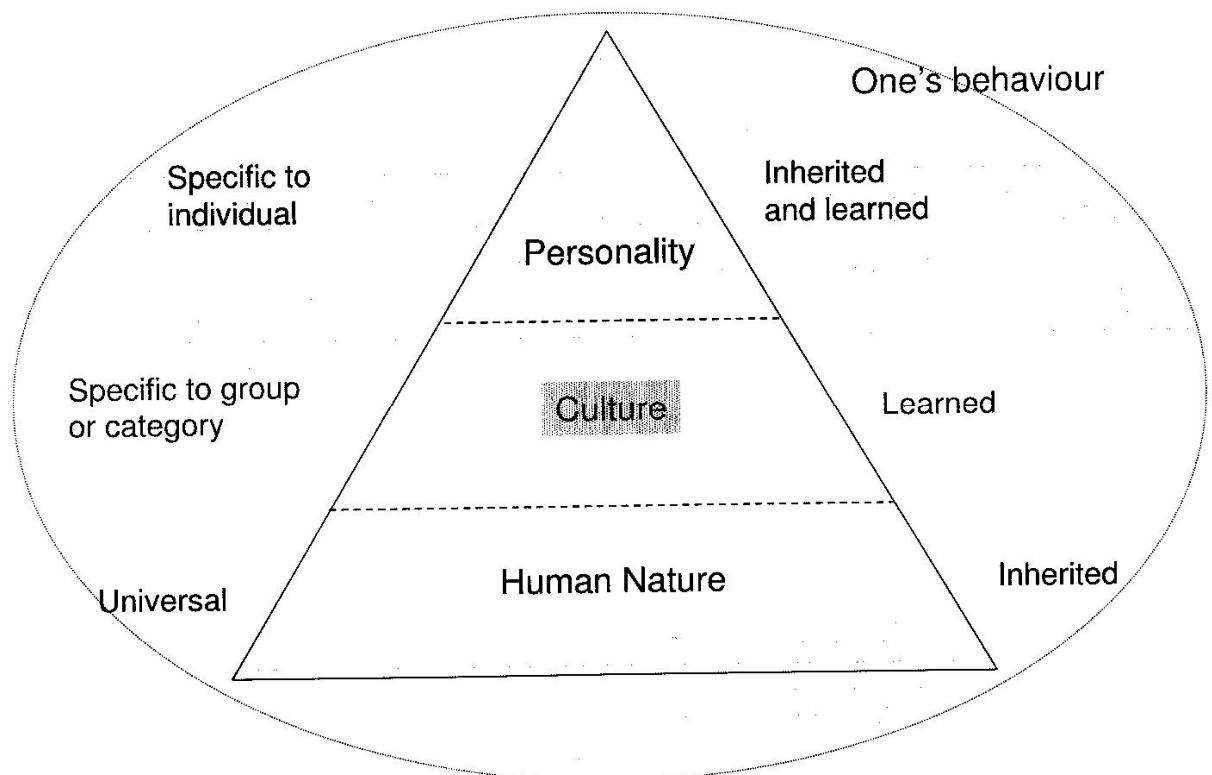 One's behaviour
Specific to
individual
Inherited
and learned
Personality
Specific to group
or category
Culture
Learned
Universal
Human Nature
Inherited